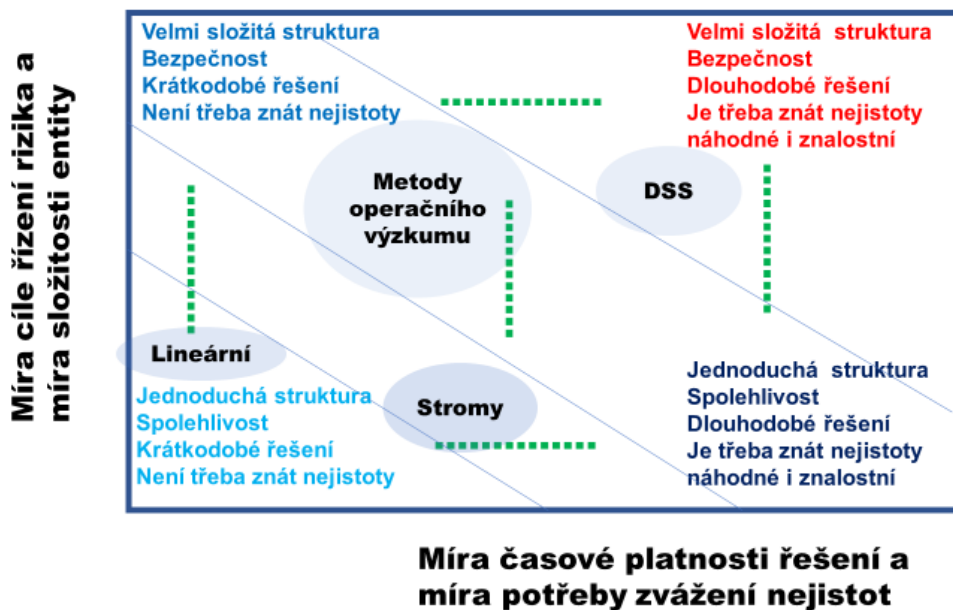 Míra cíle řízení rizika a
míra složitosti entity
Velmi složitá struktura
Bezpečnost
Krátkodobé řešení
Není třeba znát nejistoty
Velmi složitá struktura
Bezpečnost
Dlouhodobé řešení
Je třeba znát nejistoty
náhodné i znalostní
Metody
operačního
výzkumu
DSS
Lineární
Stromy
Jednoduchá struktura
Spolehlivost
Krátkodobé řešení
Není třeba znát nejistoty
Jednoduchá struktura
Spolehlivost
Dlouhodobé řešení
Je třeba znát nejistoty
náhodné i znalostní
Míra časové platnosti řešení a
míra potřeby zvážení nejistot